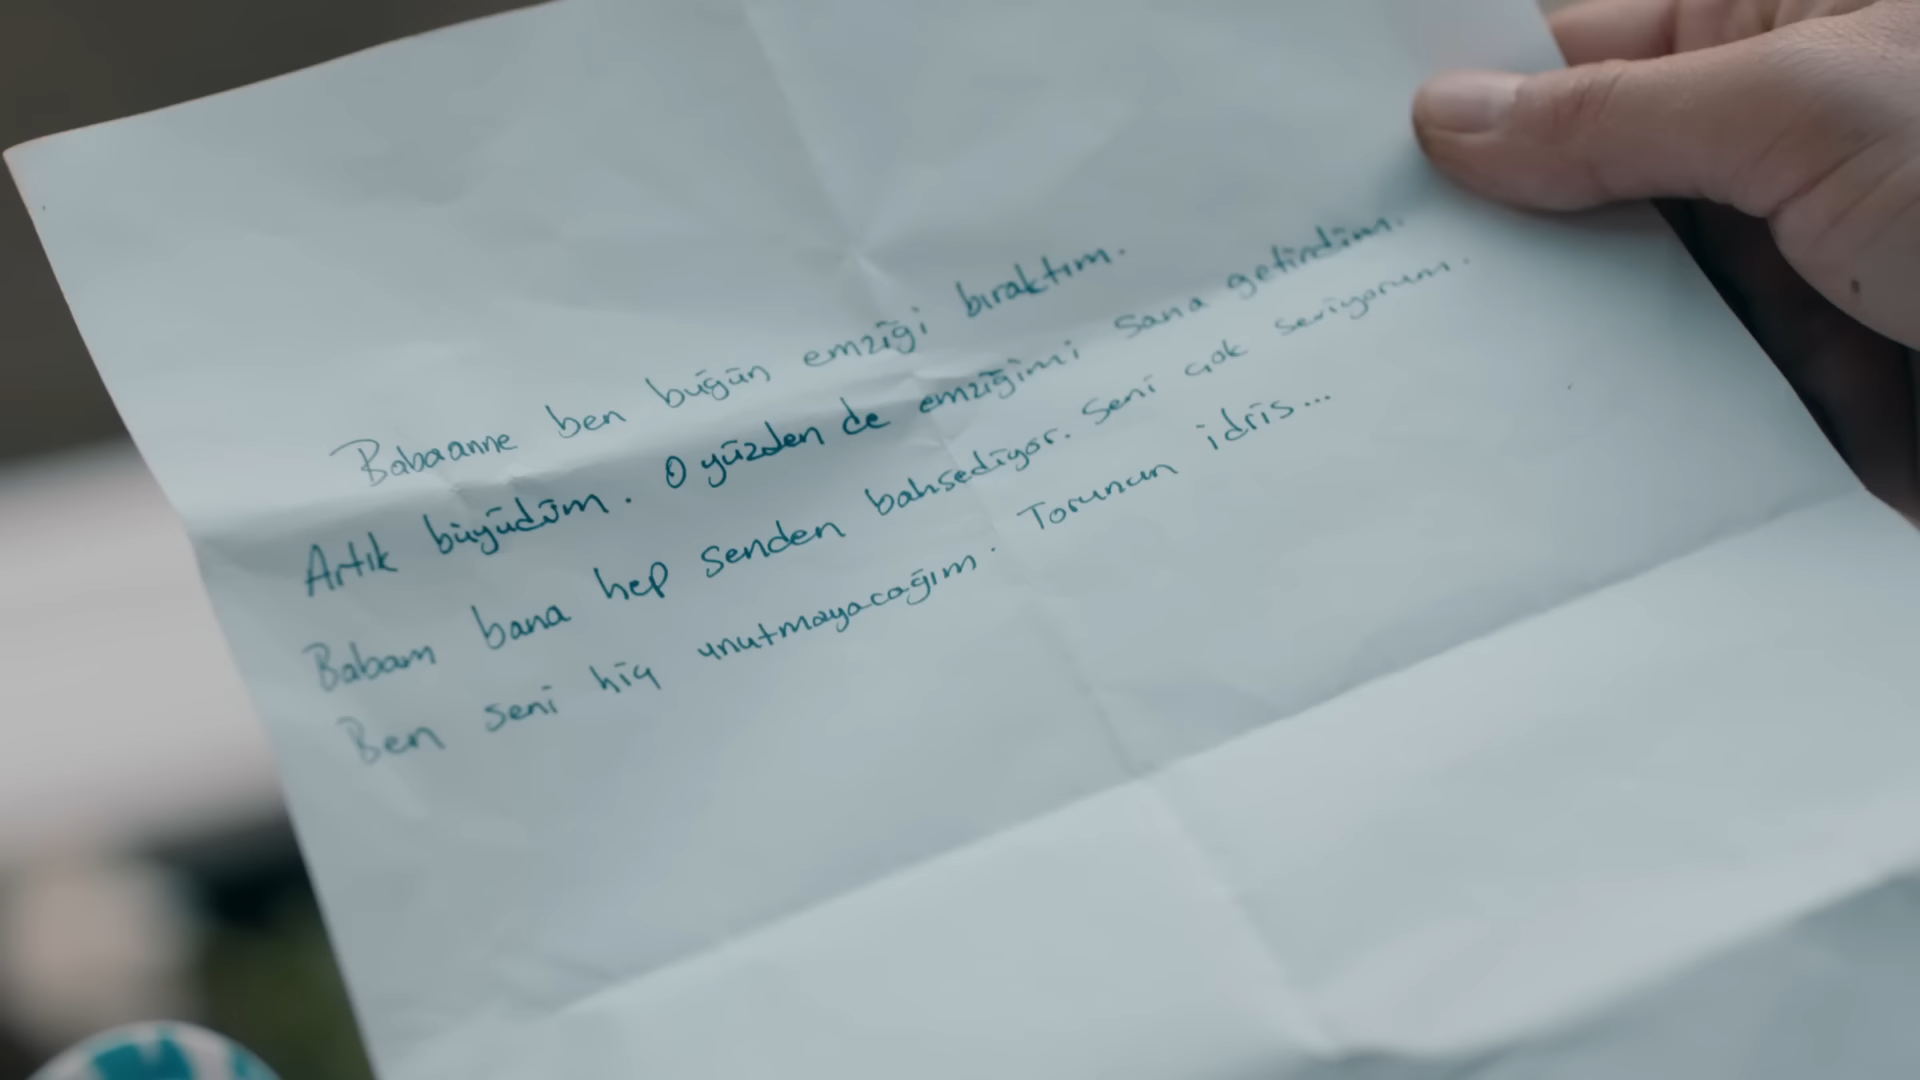 Babaanne ben bugün emziği bıraktım.
Artık büyüdüm. O yüzden de emziğimi sana getirdim.
Babam bana hep senden bahsediyor. Seni çok seviyorum.
Ben seni hiç unutmayacağım. Torunun idris...